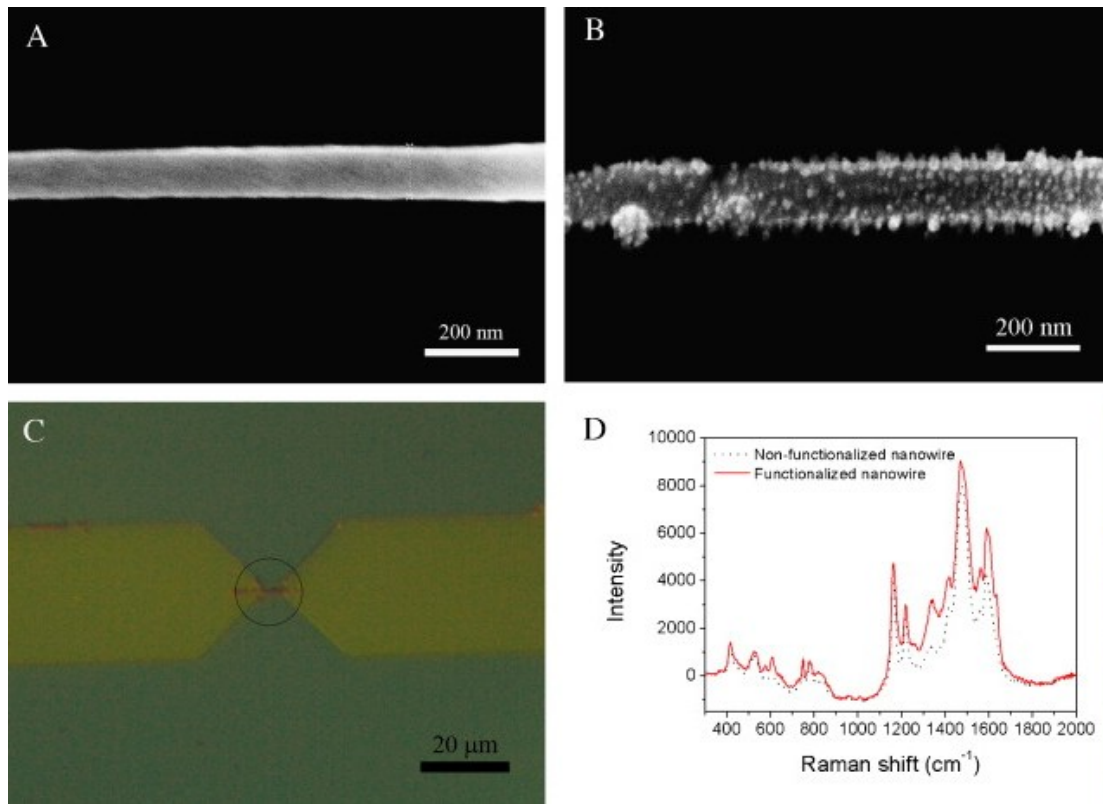 A
200 nm
B
200 nm
C
20 μm
D
Non-functionalized nanowire
Functionalized nanowire
10000
8000
6000
4000
2000
0
Intensity
400 600 800 1000 1200 1400 1600 1800 2000
Raman shift (cm⁻¹)